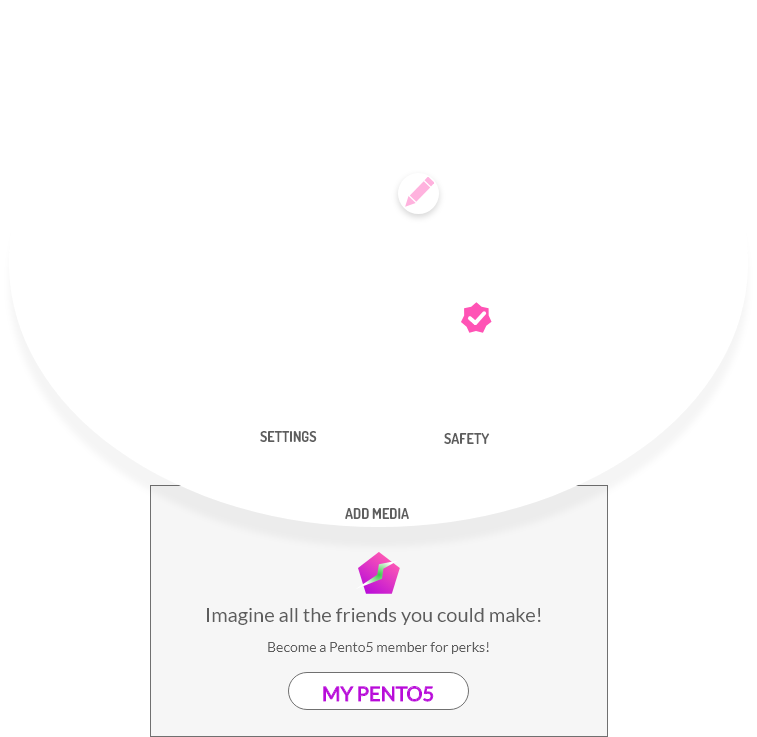 SETTINGS
SAFETY
ADD MEDIA
Imagine all the friends you could make!
Become a Pento5 member for perks!
MY PENTO5